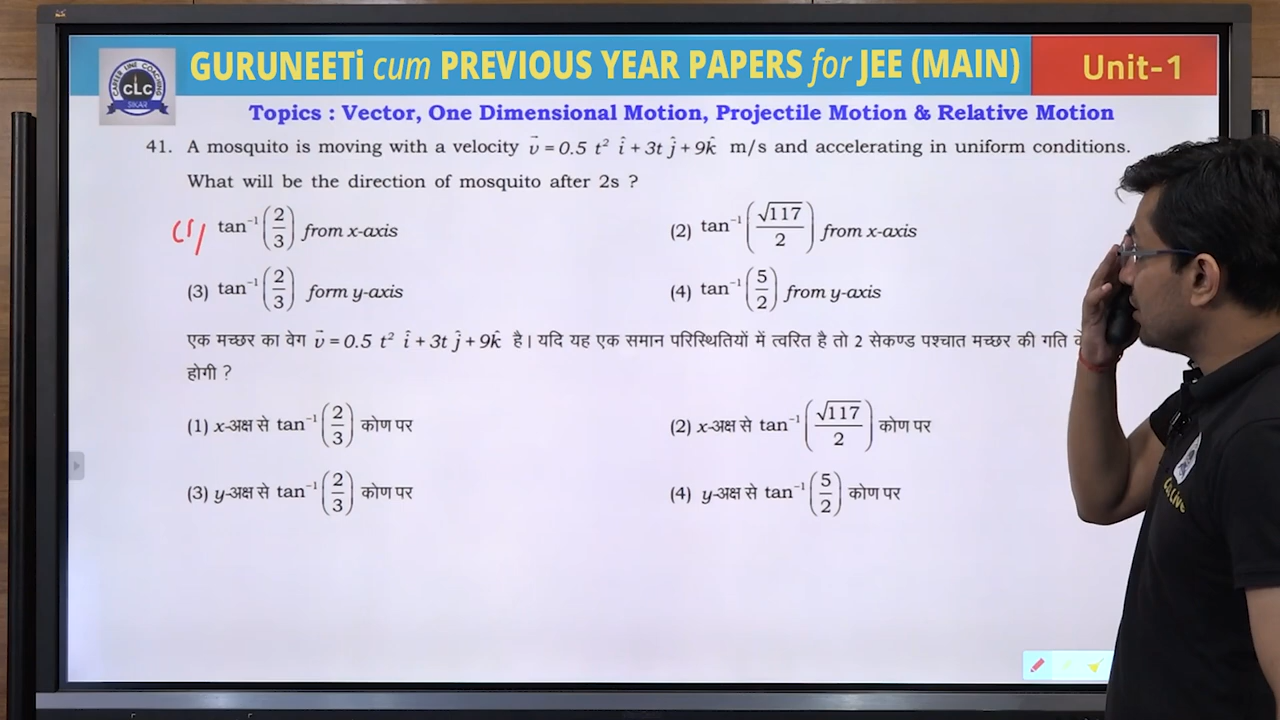 CLC
SIKAR
GURUNEETi cum PREVIOUS YEAR PAPERS for JEE (MAIN)
Unit-1
Topics : Vector, One Dimensional Motion, Projectile Motion & Relative Motion
41. A mosquito is moving with a velocity v⃗ = 0.5 t² î + 3t ĵ + 9k̂ m/s and accelerating in uniform conditions.
What will be the direction of mosquito after 2s ?
tan⁻¹(2/3) from x-axis
(2) tan⁻¹(√117/2) from x-axis
(3) tan⁻¹(2/3) form y-axis
(4) tan⁻¹(5/2) from y-axis
एक मच्छर का वेग v⃗ = 0.5 t² î + 3t ĵ + 9k̂ है। यदि यह एक समान परिस्थितियों में त्वरित है तो 2 सेकण्ड पश्चात मच्छर की गति
होगी ?
(1) x-अक्ष से tan⁻¹(2/3) कोण पर
(2) x-अक्ष से tan⁻¹(√117/2) कोण पर
(3) y-अक्ष से tan⁻¹(2/3) कोण पर
(4) y-अक्ष से tan⁻¹(5/2) कोण पर